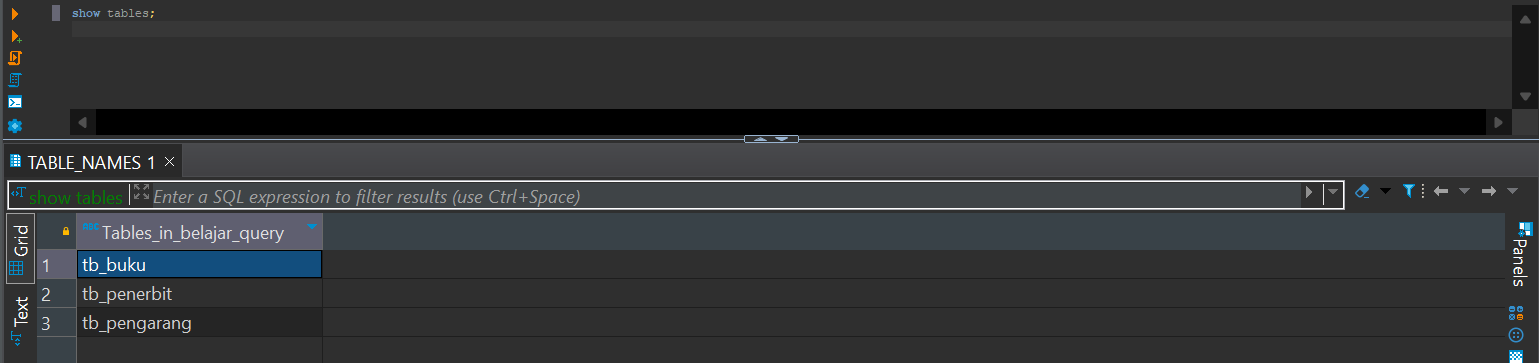 show tables;
TABLE_NAMES 1
show tables
Enter a SQL expression to filter results (use Ctrl+Space)
Grid
Text
Tables_in_belajar_query
1 tb_buku
2 tb_penerbit
3 tb_pengarang
Panels